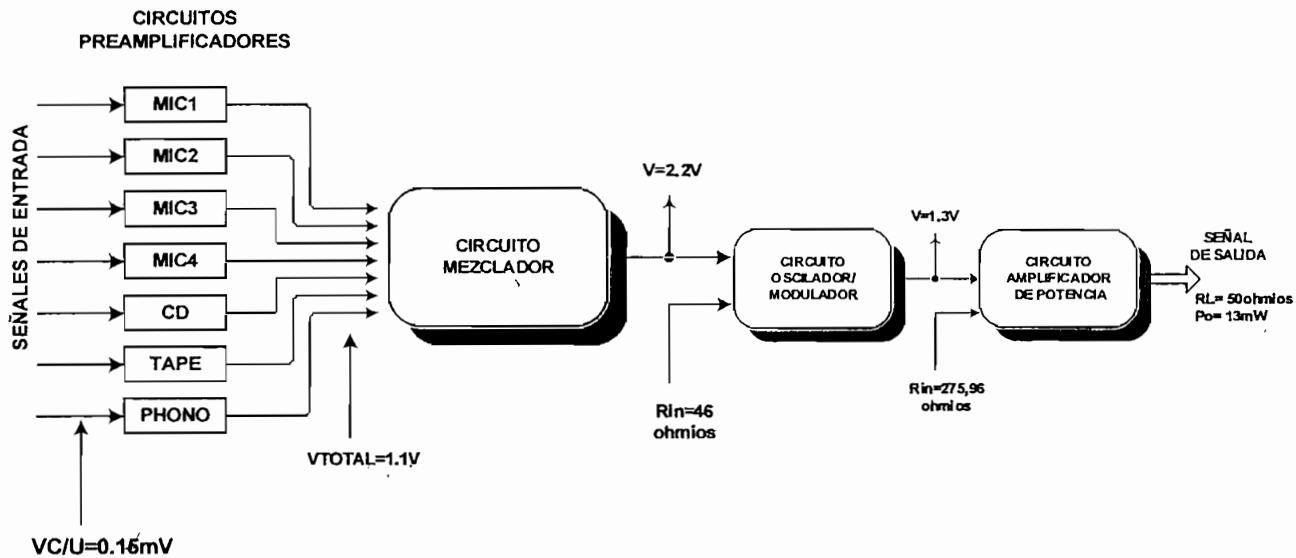 CIRCUITOS
PREAMPLIFICADORES
SEÑALES DE ENTRADA
MIC1
MIC2
MIC3
MIC4
CD
TAPE
PHONO
VC/U=0.15mV
VTOTAL=1.1V
CIRCUITO
MEZCLADOR
V=2.2V
RIn=46
ohmios
CIRCUITO
OSCILADOR/
MODULADOR
V=1.3V
Rin=275,96
ohmios
CIRCUITO
AMPLIFICADOR
DE POTENCIA
SEÑAL
DE SALIDA
RL= 50ohmios
Po= 13mW